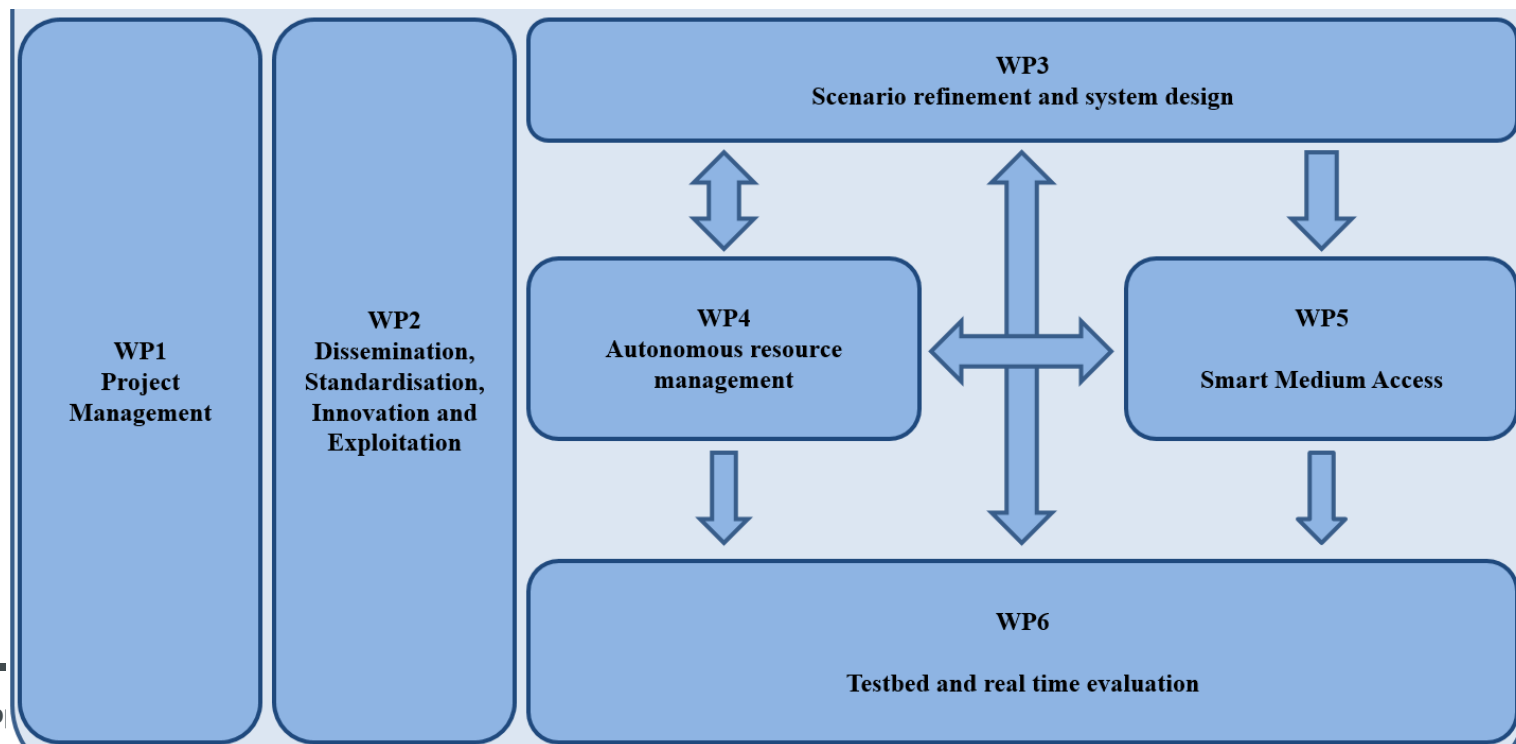 WP1
Project
Management
WP2
Dissemination,
Standardisation,
Innovation and
Exploitation
WP3
Scenario refinement and system design
WP4
Autonomous resource
management
WP5
Smart Medium Access
WP6
Testbed and real time evaluation